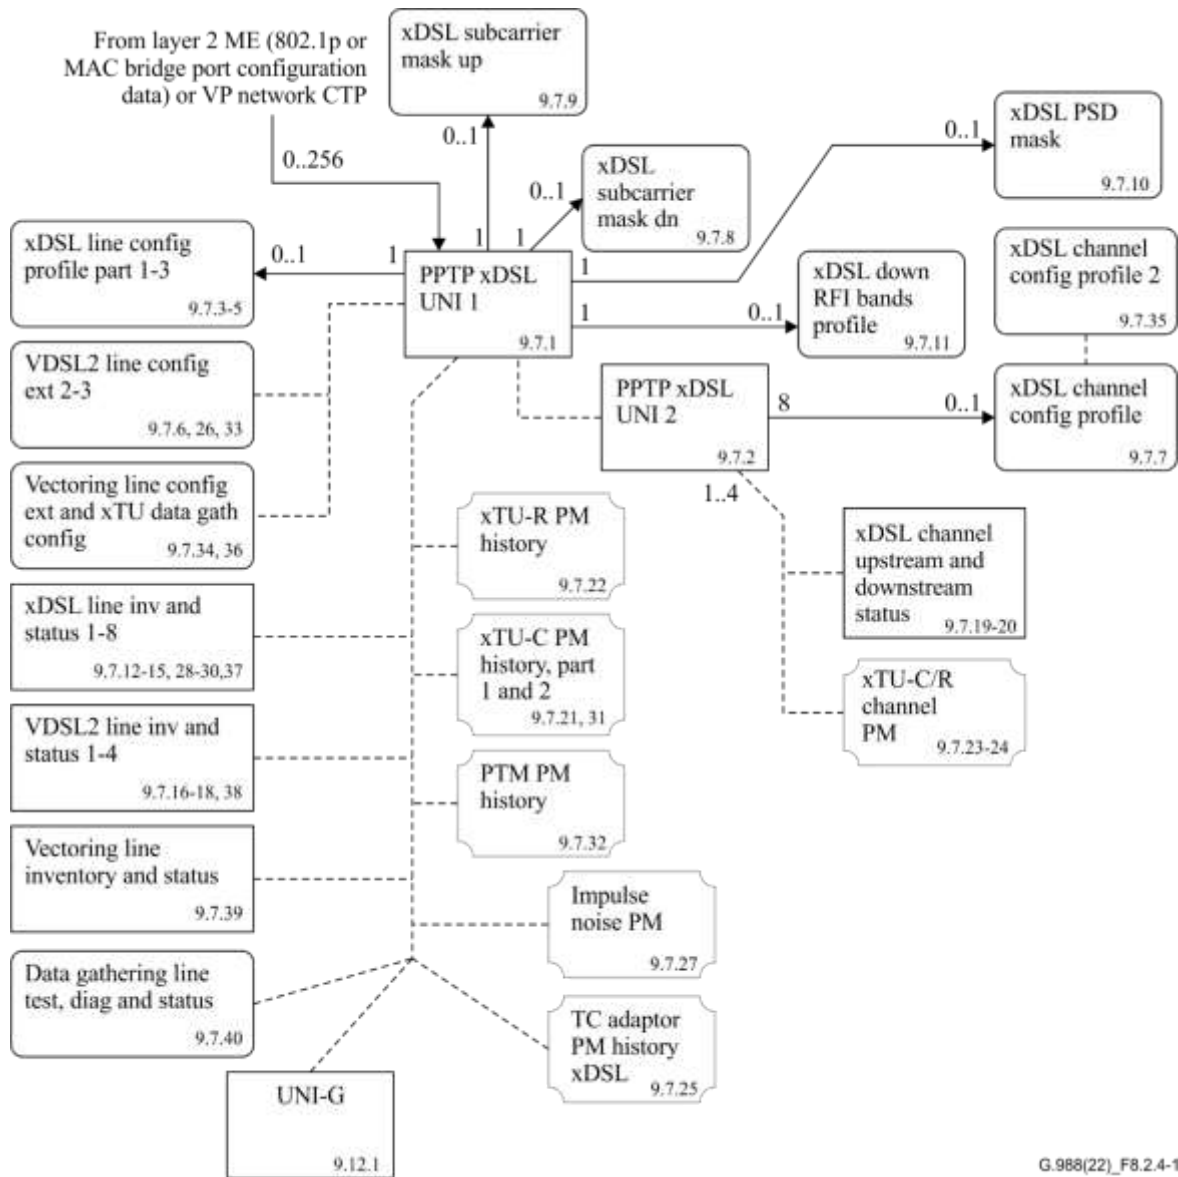 From layer 2 ME (802.1p or
MAC bridge port configuration
data) or VP network CTP
0..256
xDSL subcarrier
mask up
9.7.9
0..1
1
xDSL
subcarrier
mask dn
9.7.8
0..1
1
xDSL PSD
mask
9.7.10
0..1
1
xDSL line config
profile part 1-3
9.7.3-5
0..1
1
PPTP xDSL
UNI 1
9.7.1
1
0..1
xDSL down
RFI bands
profile
9.7.11
xDSL channel
config profile 2
9.7.35
VDSL2 line config
ext 2-3
9.7.6, 26, 33
PPTP xDSL
UNI 2
9.7.2
8
0..1
xDSL channel
config profile
9.7.7
1..4
Vectoring line config
ext and xTU data gath
config
9.7.34, 36
xTU-R PM
history
9.7.22
xDSL channel
upstream and
downstream
status
9.7.19-20
xDSL line inv and
status 1-8
9.7.12-15, 28-30,37
xTU-C PM
history, part
1 and 2
9.7.21, 31
xTU-C/R
channel
PM
9.7.23-24
VDSL2 line inv and
status 1-4
9.7.16-18, 38
PTM PM
history
9.7.32
Vectoring line
inventory and status
9.7.39
Impulse
noise PM
9.7.27
Data gathering line
test, diag and status
9.7.40
TC adaptor
PM history
xDSL
9.7.25
UNI-G
9.12.1
G.988(22)_F8.2.4-1